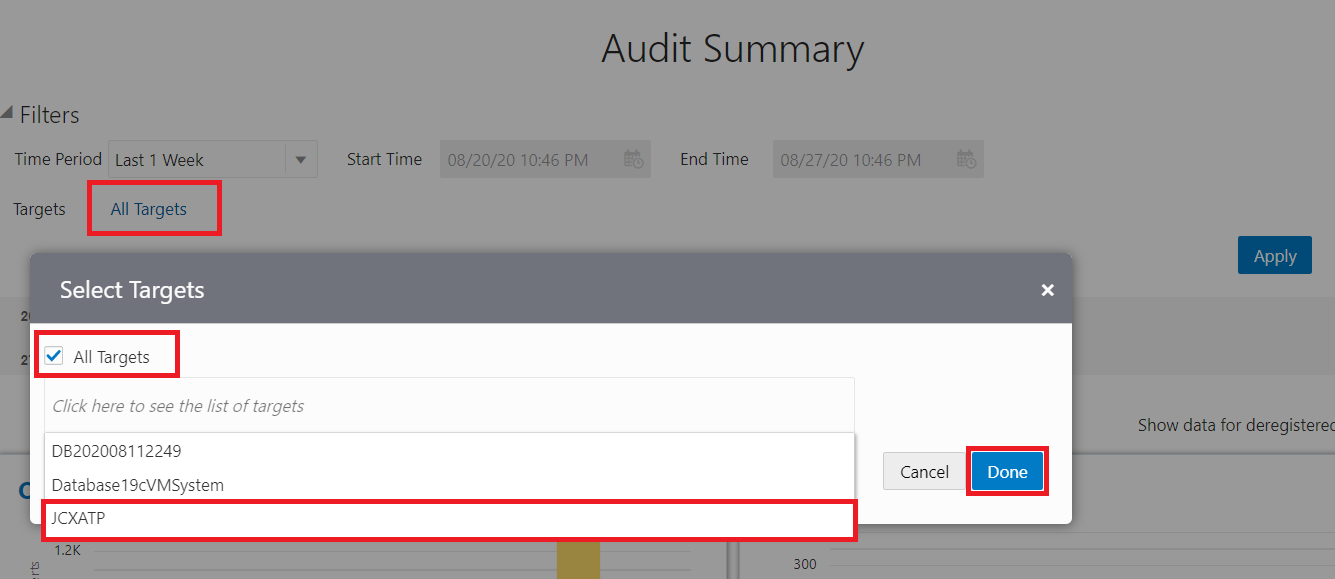 Audit Summary
Filters
Time Period Last 1 Week Start Time 08/20/20 10:46 PM End Time 08/27/20 10:46 PM
Targets All Targets
Apply
Select Targets
All Targets
Click here to see the list of targets
Show data for deregistered
DB202008112249
Database19cVMSystem
Cancel Done
JCXATP
1.2K
300